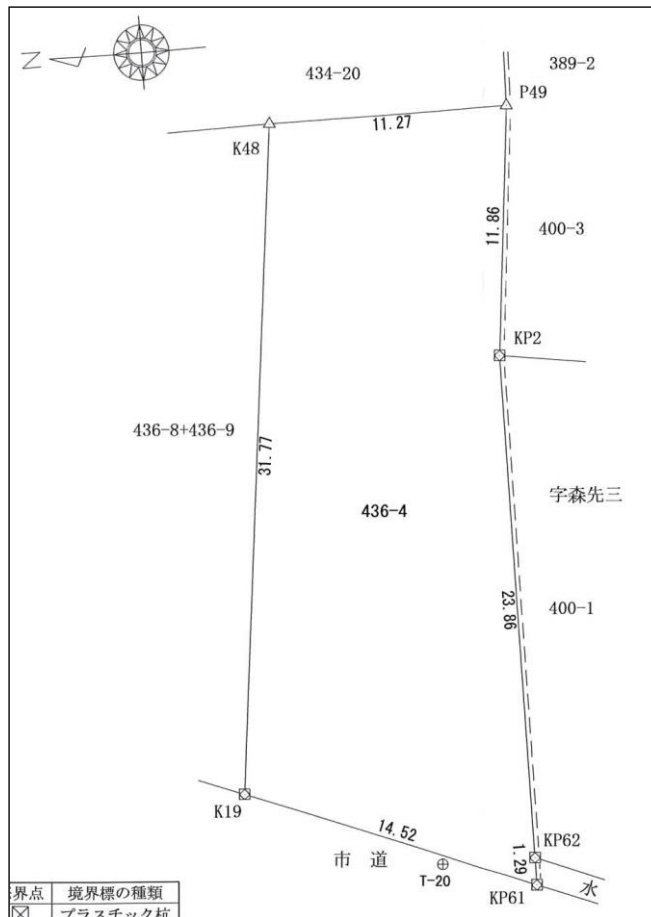 N
434-20
389-2
P49
K48
11.27
11.86
400-3
KP2
436-8+436-9
31.77
436-4
字森先三
23.86
400-1
K19
14.52
市道
T-20
KP62
1.29
KP61
水
界点 境界標の種類
プラスチック杭